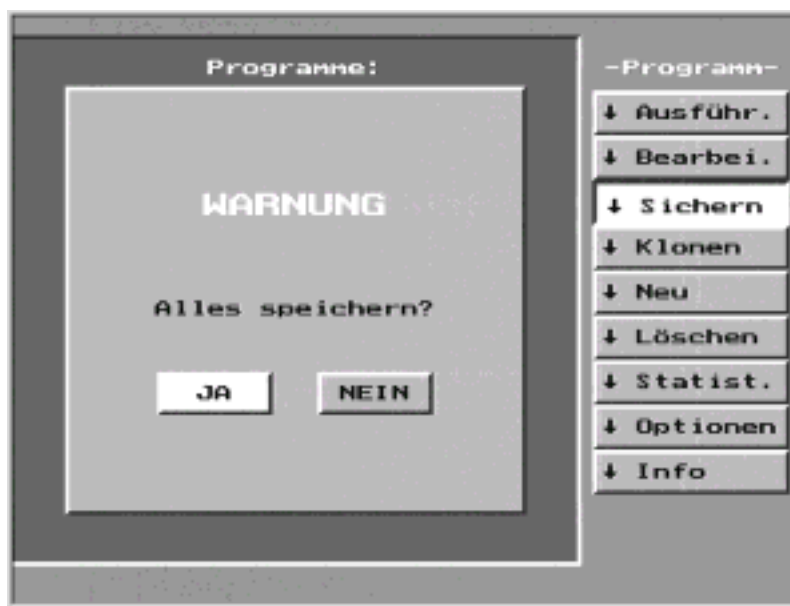 Programme:
WARNUNG
Alles speichern?
JA
NEIN
-Programm-
↓ Ausführ.
↓ Bearbei.
↓ Sichern
↓ Klonen
↓ Neu
↓ Löschen
↓ Statist.
↓ Optionen
↓ Info